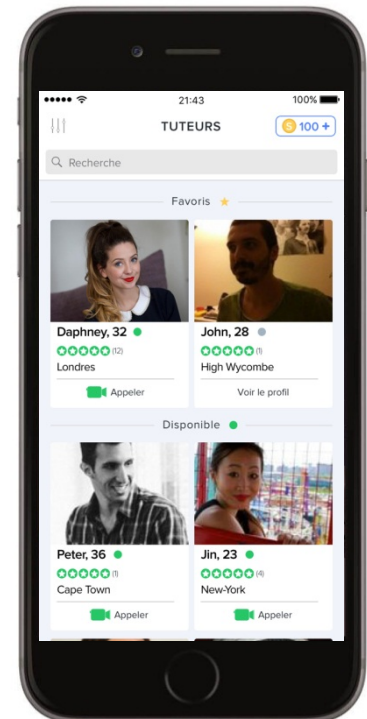 21:43
100%
TUTEURS
S 100 +
Recherche
Favoris
Daphney, 32
John, 28
(12)
(1)
Londres
High Wycombe
Appeler
Voir le profil
Disponible
Peter, 36
Jin, 23
(1)
(4)
Cape Town
New-York
Appeler
Appeler